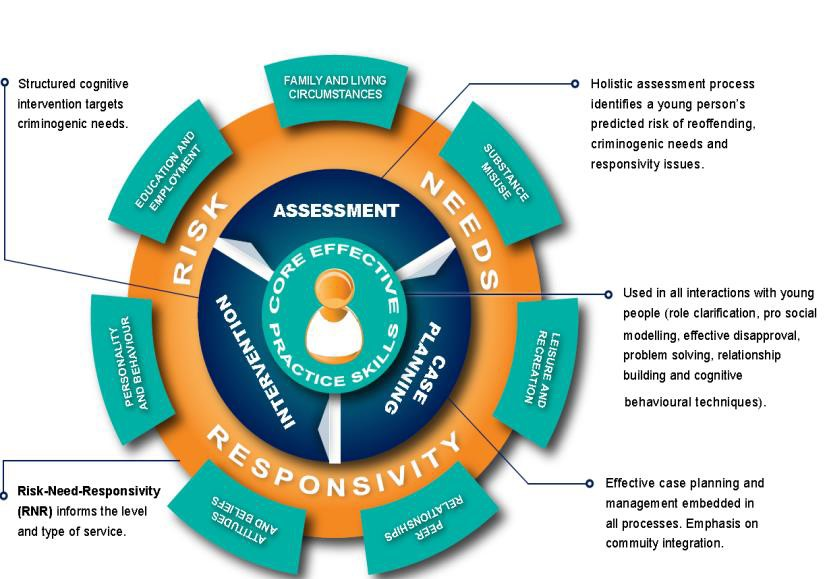 Structured cognitive
intervention targets
criminogenic needs.
FAMILY AND LIVING
CIRCUMSTANCES
Holistic assessment process
identifies a young person's
predicted risk of reoffending,
criminogenic needs and
responsivity issues.
EDUCATION AND
EMPLOYMENT
SUBSTANCE
MISUSE
RISK
NEEDS
ASSESSMENT
CORE EFFECTIVE
PRACTICE SKILLS
INTERVENTION
CASE
PLANNING
Used in all interactions with young
people (role clarification, pro social
modelling, effective disapproval,
problem solving, relationship
building and cognitive
behavioural techniques).
PERSONALITY
AND BEHAVIOUR
LEISURE AND
RECREATION
RESPONSIVITY
Risk-Need-Responsivity
(RNR) informs the level
and type of service.
ATTITUDES
AND BELIEFS
PEER
RELATIONSHIPS
Effective case planning and
management embedded in
all processes. Emphasis on
commuity integration.